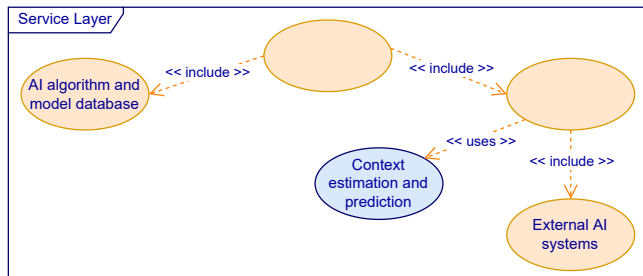 Service Layer
<< include >>
<< include >>
AI algorithm and
model database
<< uses >>
<< include >>
Context
estimation and
prediction
External AI
systems